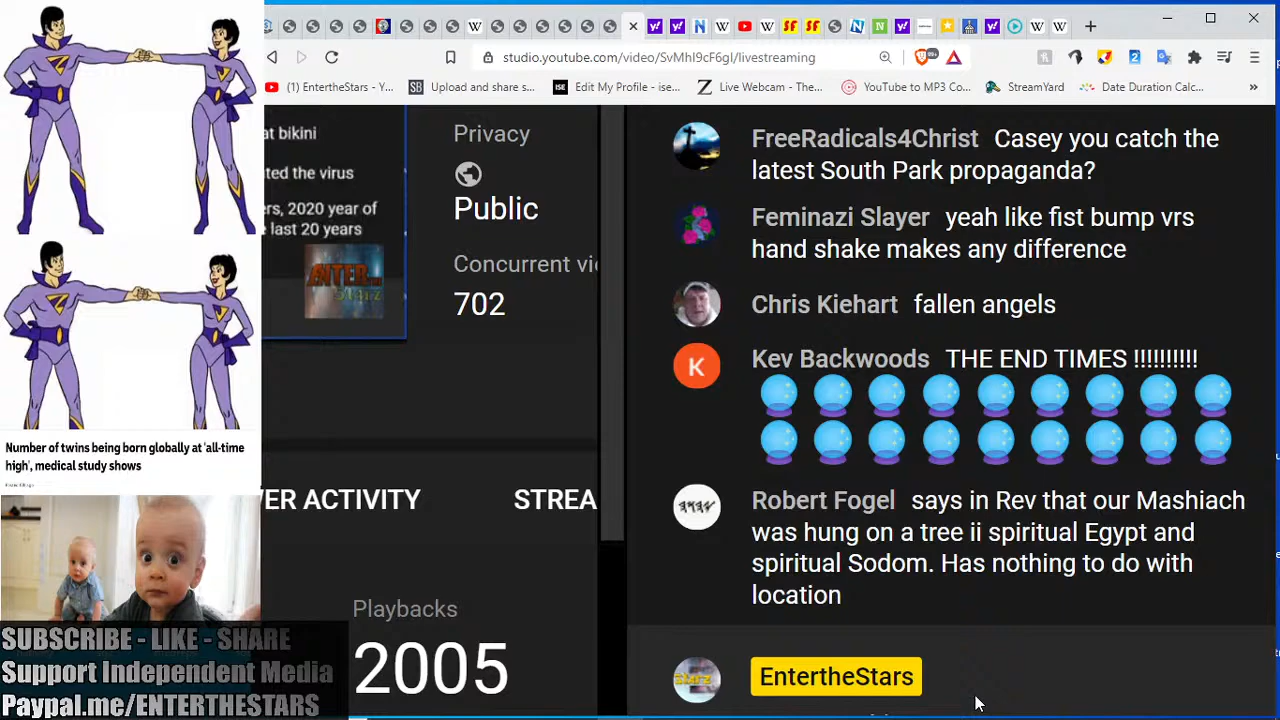 studio.youtube.com/video/SvMhI9cF6gI/livestreaming
99+
(1) EntertheStars - Y...
Upload and share s...
Edit My Profile - ise...
Live Webcam - The...
YouTube to MP3 Co...
StreamYard
Date Duration Calc...
at bikini
ted the virus
rs, 2020 year of
e last 20 years
Privacy
Public
Concurrent vi
702
VER ACTIVITY
STREA
Playbacks
2005
FreeRadicals4Christ Casey you catch the
latest South Park propaganda?
Feminazi Slayer yeah like fist bump vrs
hand shake makes any difference
Chris Kiehart fallen angels
K
Kev Backwoods THE END TIMES !!!!!!!!!!
Robert Fogel says in Rev that our Mashiach
was hung on a tree ii spiritual Egypt and
spiritual Sodom. Has nothing to do with
location
EntertheStars
Number of twins being born globally at 'all-time
high', medical study shows
SUBSCRIBE - LIKE - SHARE
Support Independent Media
Paypal.me/ENTERTHESTARS